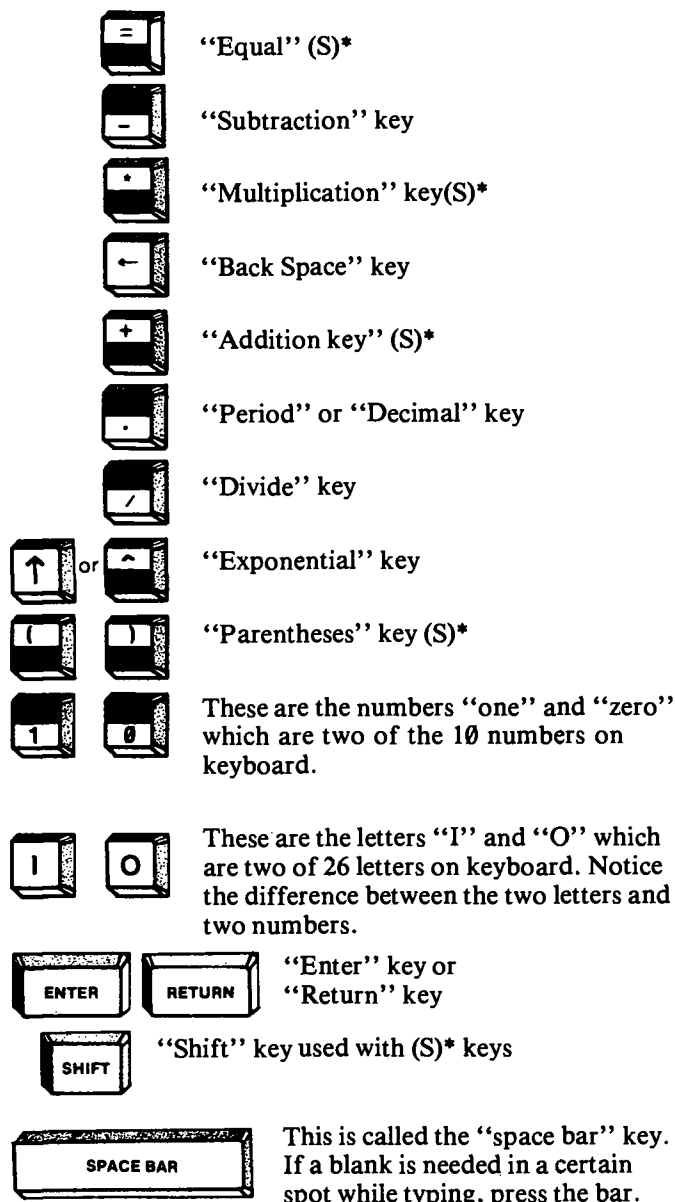 = “Equal” (S)*
- “Subtraction” key
* “Multiplication” key(S)*
← “Back Space” key
+ “Addition key” (S)*
. “Period” or “Decimal” key
/ “Divide” key
↑ or ^ “Exponential” key
( ) “Parentheses” key (S)*
1 0 These are the numbers “one” and “zero”
which are two of the 10 numbers on
keyboard.
I O These are the letters “I” and “O” which
are two of 26 letters on keyboard. Notice
the difference between the two letters and
two numbers.
ENTER RETURN “Enter” key or
“Return” key
SHIFT “Shift” key used with (S)* keys
SPACE BAR This is called the “space bar” key.
If a blank is needed in a certain
spot while typing, press the bar.